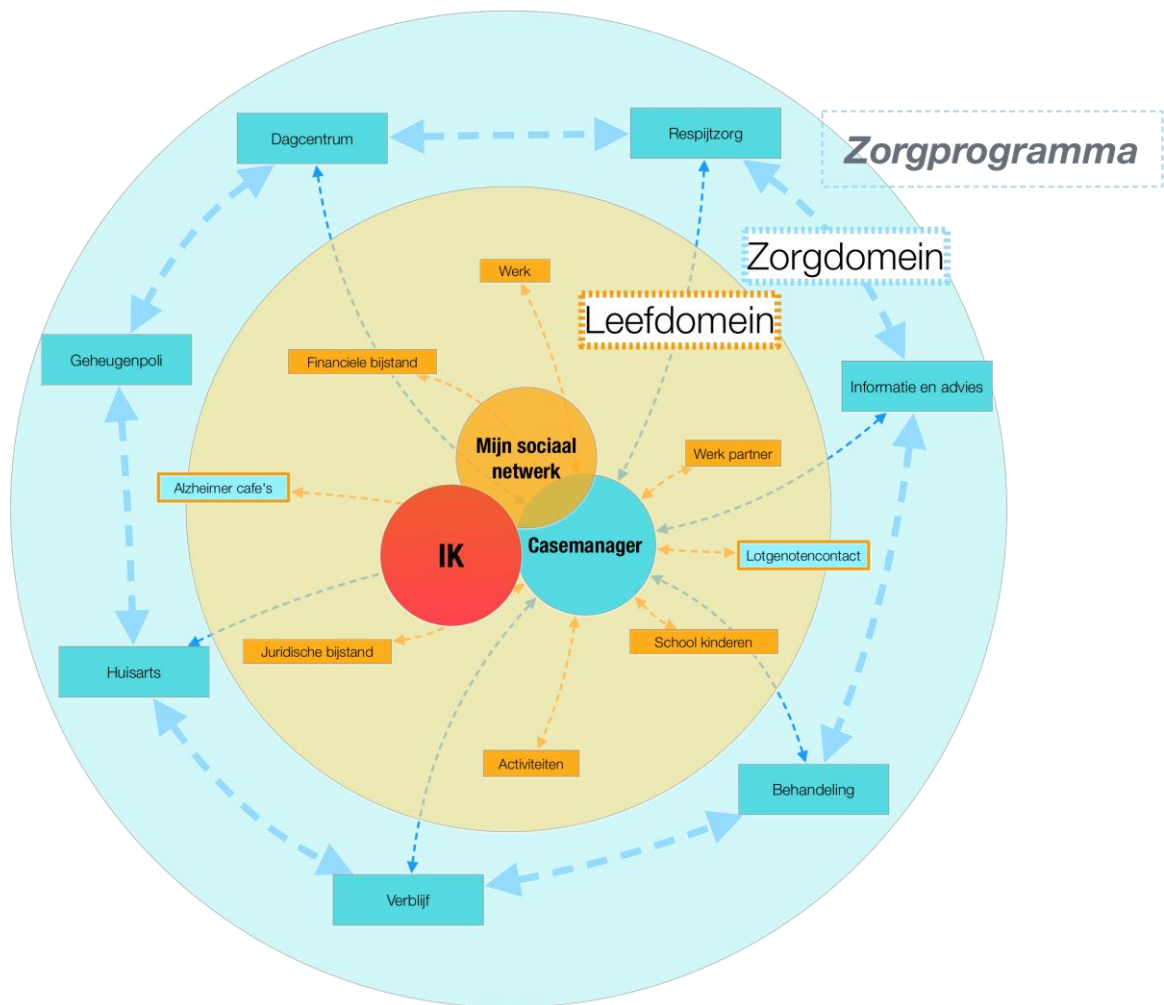 Dagcentrum
Respijtzorg
Zorgprogramma
Zorgdomein
Werk
Leefdomein
Geheugenpoli
Financiele bijstand
Informatie en advies
Mijn sociaal
netwerk
Werk partner
Alzheimer cafe's
IK
Casemanager
Lotgenotencontact
Juridische bijstand
School kinderen
Huisarts
Activiteiten
Behandeling
Verblijf